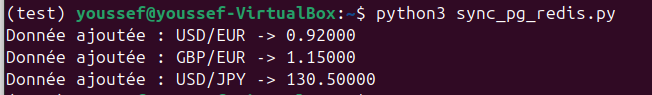 (test) youssef@youssef-VirtualBox:~$ python3 sync_pg_redis.py
Donnée ajoutée : USD/EUR -> 0.92000
Donnée ajoutée : GBP/EUR -> 1.15000
Donnée ajoutée : USD/JPY -> 130.50000